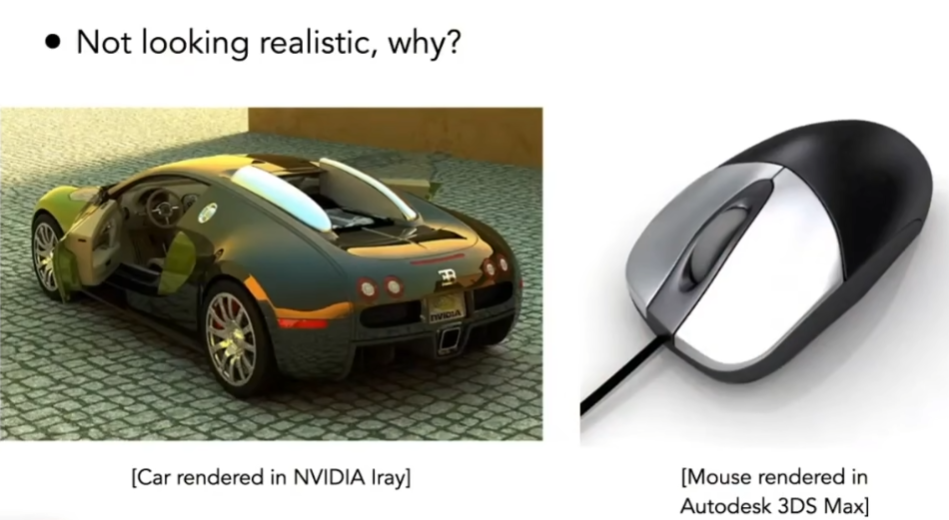 Not looking realistic, why?
NVIDIA
[Car rendered in NVIDIA Iray]
[Mouse rendered in
Autodesk 3DS Max]